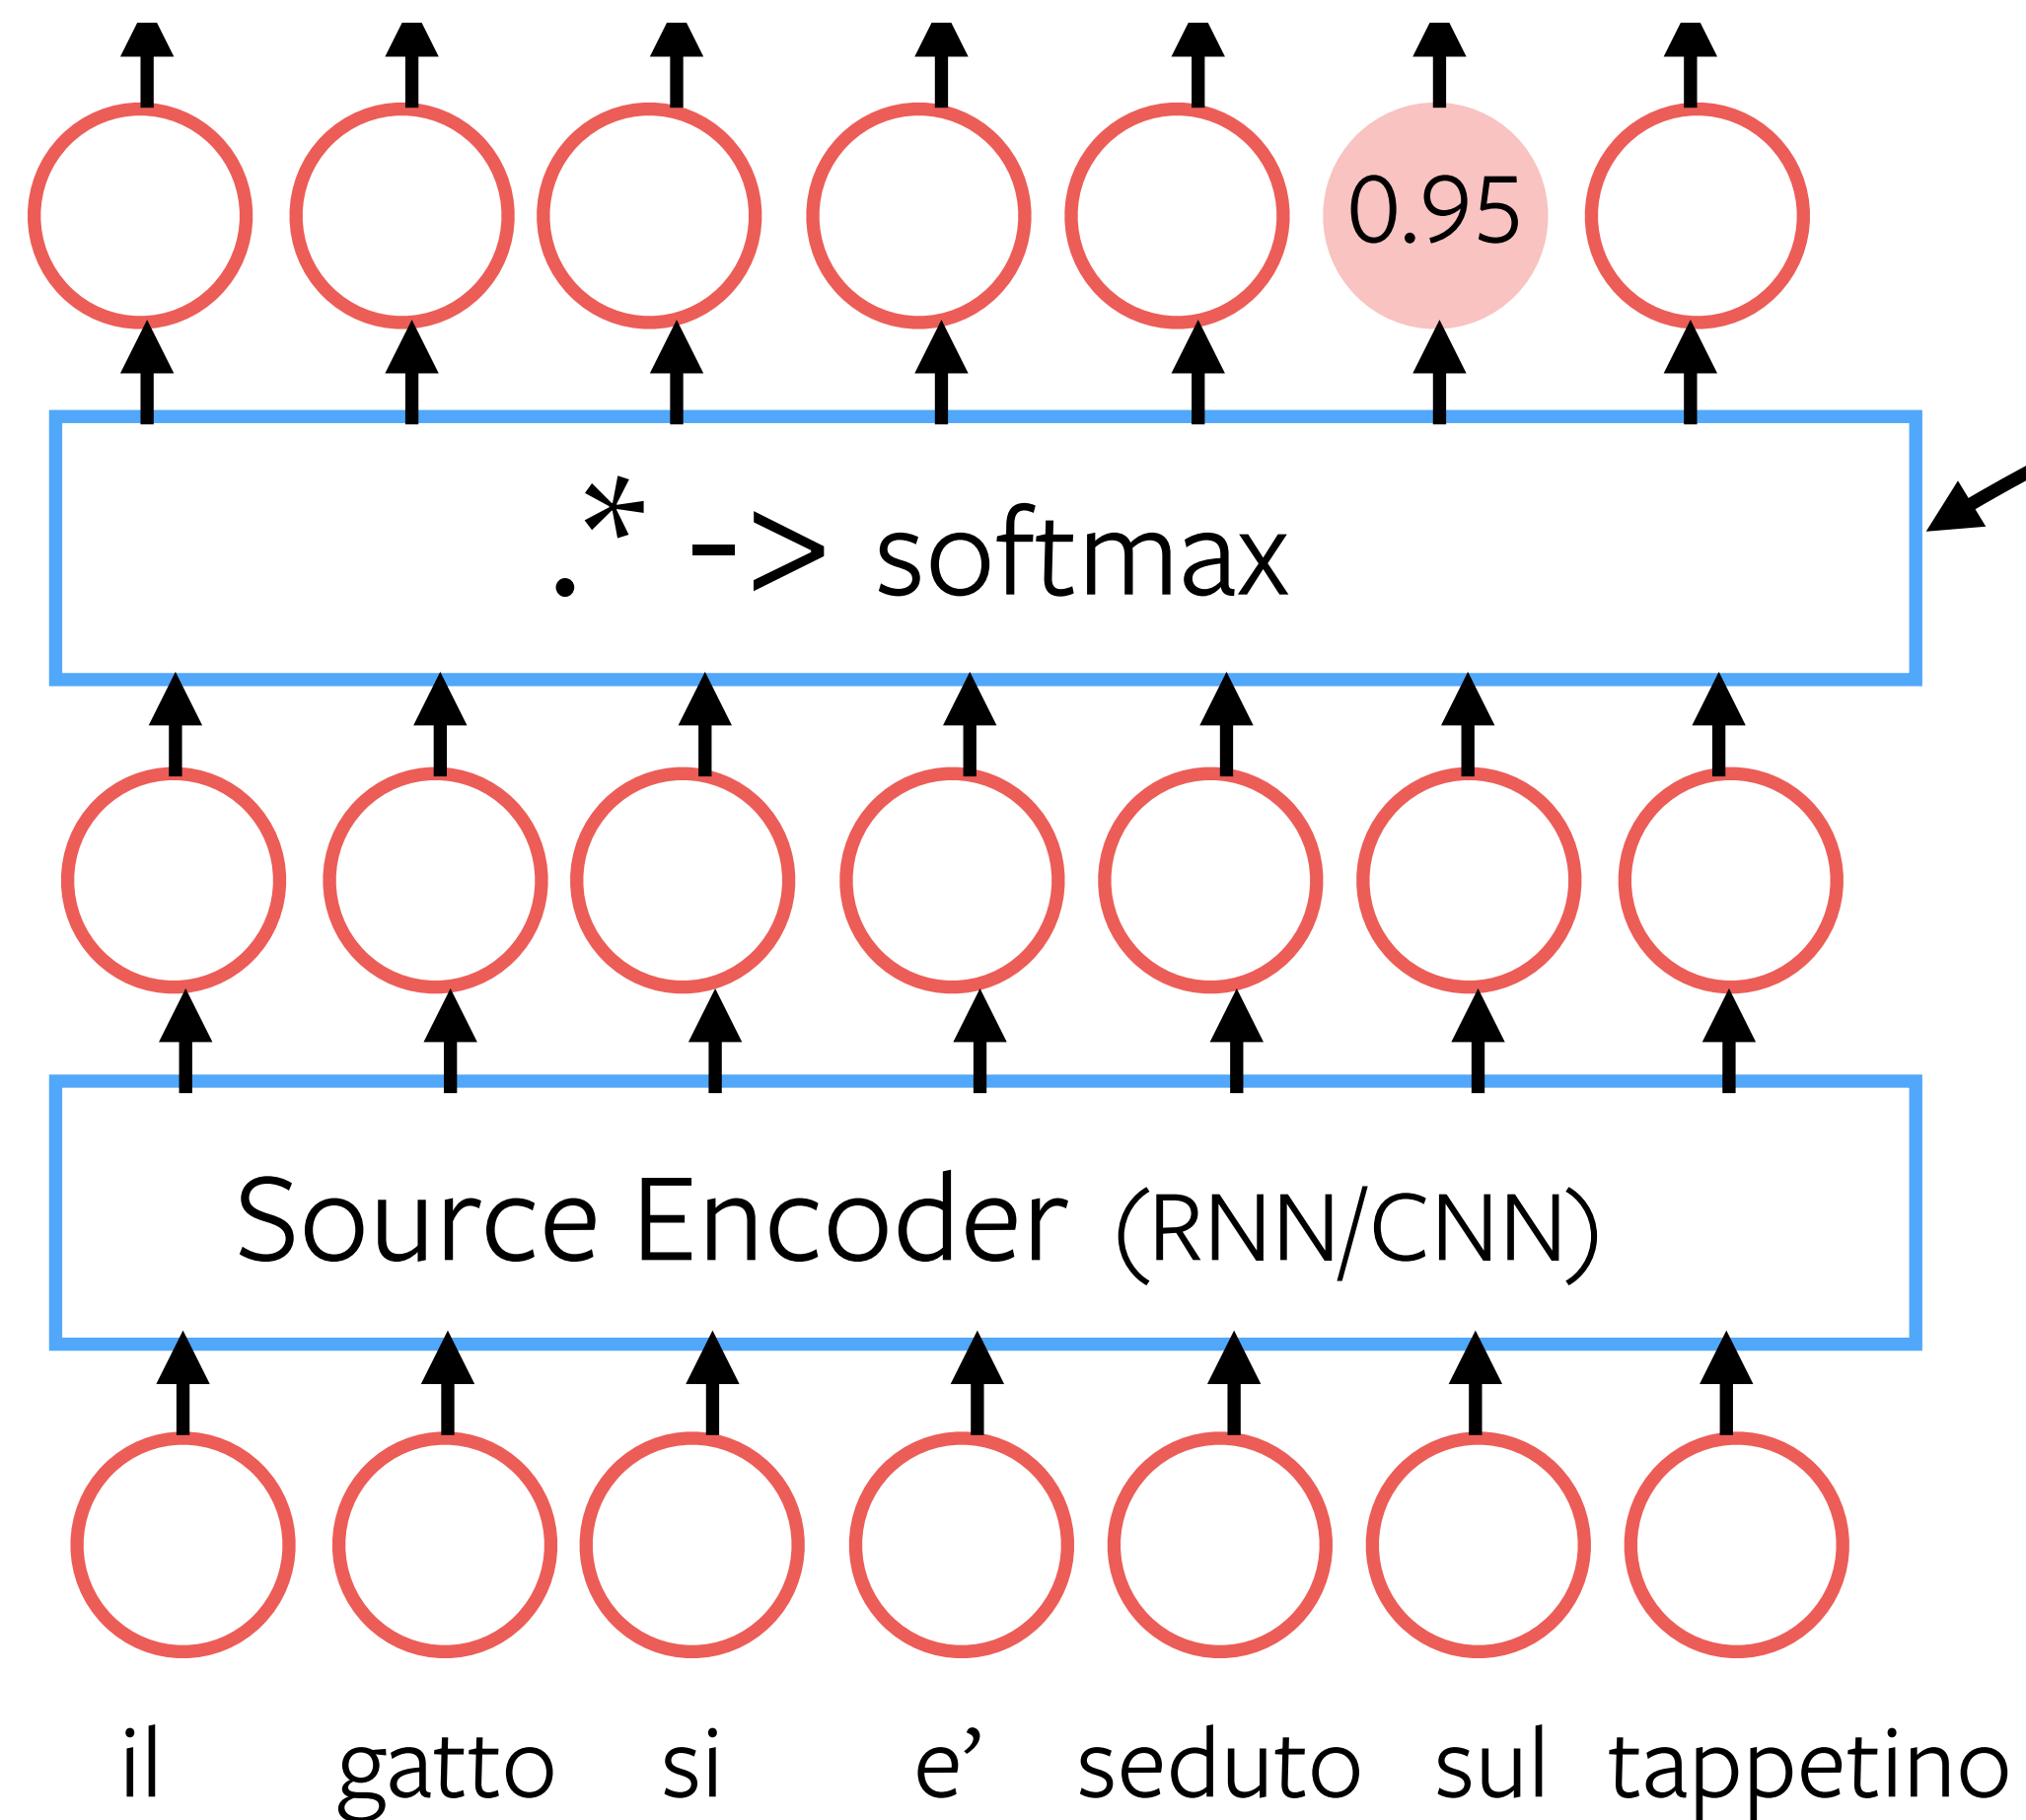 0.95
.* -> softmax
Source Encoder (RNN/CNN)
il gatto si e’ seduto sul tappetino